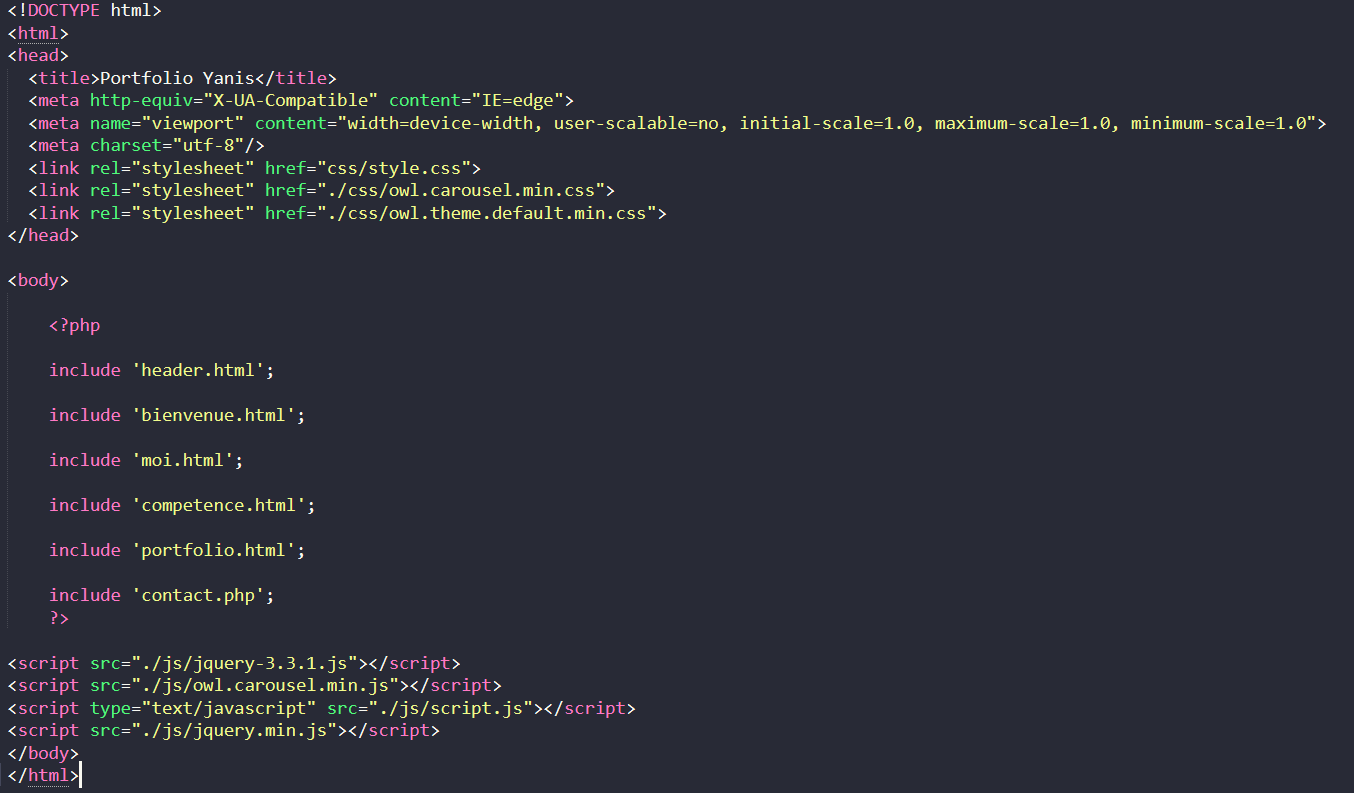 <!DOCTYPE html>
<html>
<head>
  <title>Portfolio Yanis</title>
  <meta http-equiv="X-UA-Compatible" content="IE=edge">
  <meta name="viewport" content="width=device-width, user-scalable=no, initial-scale=1.0, maximum-scale=1.0, minimum-scale=1.0">
  <meta charset="utf-8"/>
  <link rel="stylesheet" href="css/style.css">
  <link rel="stylesheet" href="./css/owl.carousel.min.css">
  <link rel="stylesheet" href="./css/owl.theme.default.min.css">
</head>
<body>
    <?php
    include 'header.html';
    include 'bienvenue.html';
    include 'moi.html';
    include 'competence.html';
    include 'portfolio.html';
    include 'contact.php';
    ?>
<script src="./js/jquery-3.3.1.js"></script>
<script src="./js/owl.carousel.min.js"></script>
<script type="text/javascript" src="./js/script.js"></script>
<script src="./js/jquery.min.js"></script>
</body>
</html>